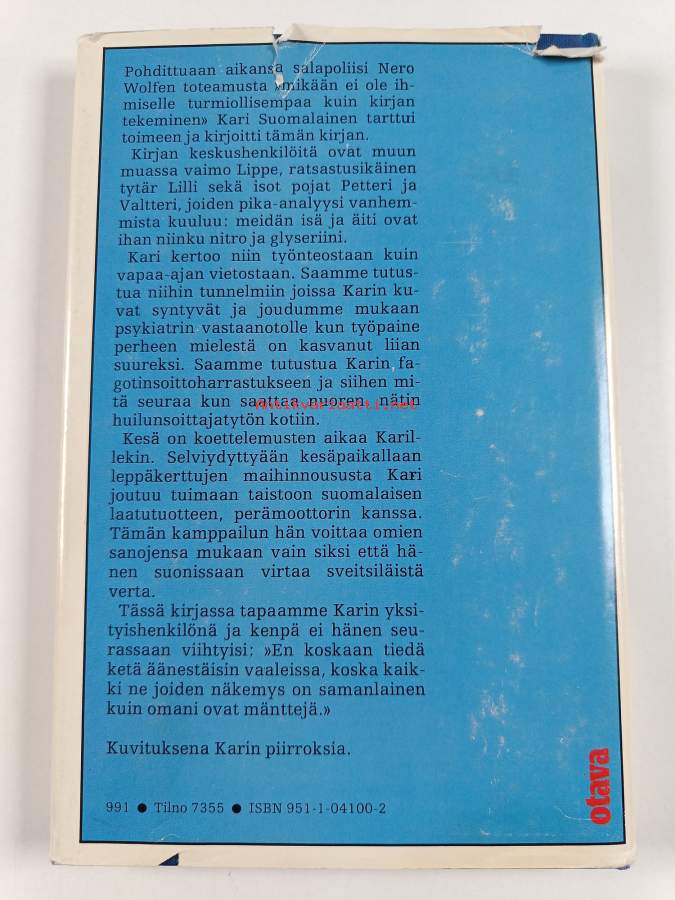 Pohdittuaan aikansa salapoliisi Nero
Wolfen toteamusta »mikään ei ole ih-
miselle turmiollisempaa kuin kirjan
tekeminen» Kari Suomalainen tarttui
toimeen ja kirjoitti tämän kirjan.
Kirjan keskushenkilöitä ovat muun
muassa vaimo Lippe, ratsastusikäinen
tytär Lilli sekä isot pojat Petteri ja
Valtteri, joiden pika-analyysi vanhem-
mista kuuluu: meidän isä ja äiti ovat
ihan niinku nitro ja glyseriini.
Kari kertoo niin työnteostaan kuin
vapaa-ajan vietostaan. Saamme tutus-
tua niihin tunnelmiin joissa Karin ku-
vat syntyvät ja joudumme mukaan
psykiatrin vastaanotolle kun työpaine
perheen mielestä on kasvanut liian
suureksi. Saamme tutustua Karin fa-
gotinsoittoharrastukseen ja siihen mi-
tä seuraa kun saattaa nuoren, nätin
Antikvariaatti.net
huilunsoittajatytön kotiin.
Kesä on koettelemusten aikaa Karil-
lekin. Selviydyttyään kesäpaikallaan
leppäkerttujen maihinnoususta Kari
joutuu tuimaan taistoon suomalaisen
laatutuotteen, perämoottorin kanssa.
Tämän kamppailun hän voittaa omien
sanojensa mukaan vain siksi että hä-
nen suonissaan virtaa sveitsiläistä
verta.
Tässä kirjassa tapaamme Karin yksi-
tyishenkilönä ja kenpä ei hänen seu-
rassaan viihtyisi: »En koskaan tiedä
ketä äänestäisin vaaleissa, koska kaik-
ki ne joiden näkemys on samanlainen
kuin omani ovat mänttejä.»
Kuvituksena Karin piirroksia.
991 ● Tilno 7355 ● ISBN 951-1-04100-2
otava